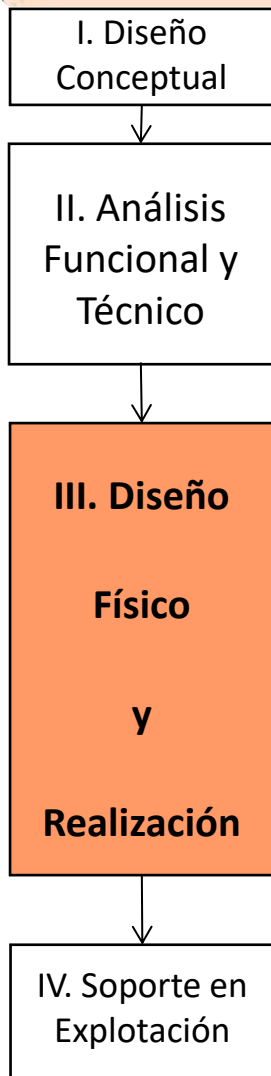 I. Diseño
Conceptual
II. Análisis
Funcional y
Técnico
III. Diseño
Físico
y
Realización
IV. Soporte en
Explotación